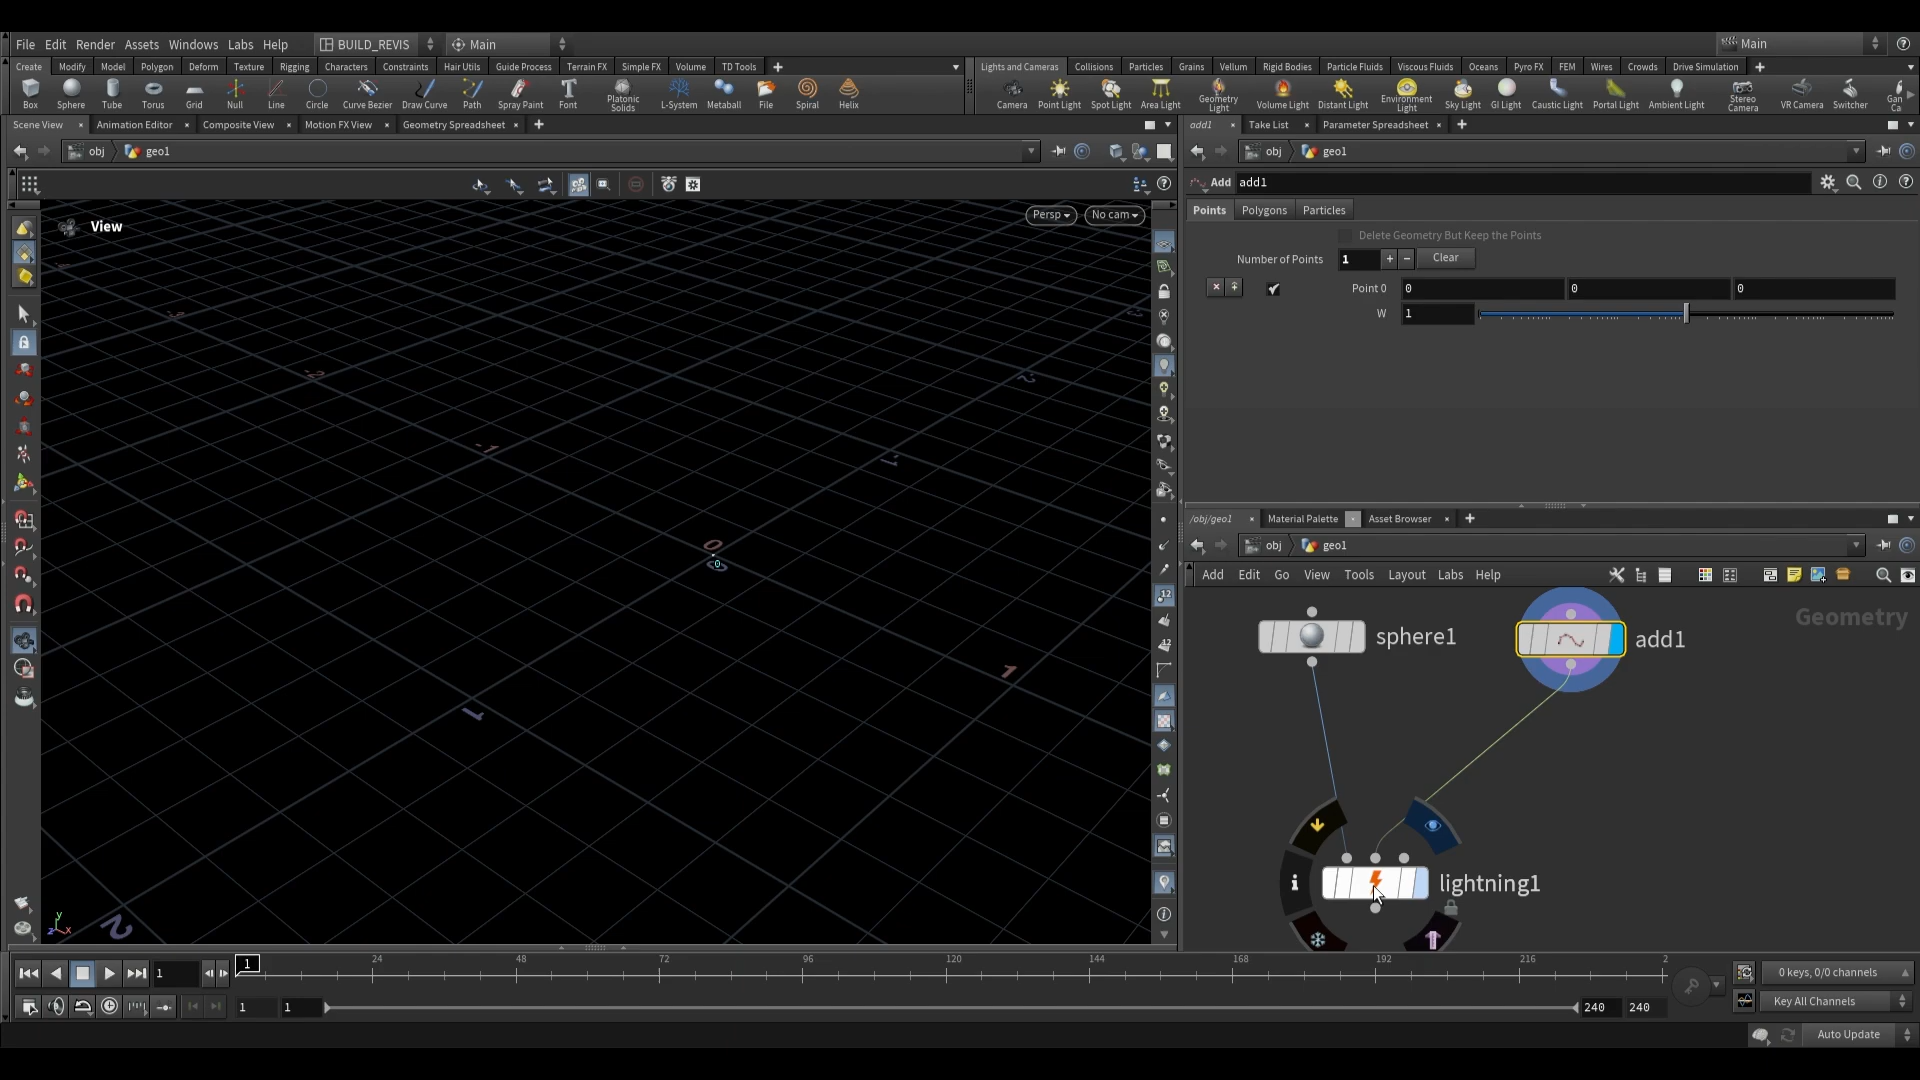 File Edit Render Assets Windows Labs Help BUILD_REVIS Main Main
Create Modify Model Polygon Deform Texture Rigging Characters Constraints Hair Utils Guide Process Terrain FX Simple FX Volume TD Tools
Box Sphere Tube Torus Grid Null Line Circle Curve Bezier Draw Curve Path Spray Paint Font Platonic Solids L-System Metaball File Spiral Helix
Lights and Cameras Collisions Particles Grains Vellum Rigid Bodies Particle Fluids Viscous Fluids Oceans Pyro FX FEM Wires Crowds Drive Simulation
Camera Point Light Spot Light Area Light Geometry Light Volume Light Distant Light Environment Light Sky Light GI Light Caustic Light Portal Light Ambient Light Stereo Camera VR Camera Switcher Gan Ca
Scene View Animation Editor Composite View Motion FX View Geometry Spreadsheet
obj geo1
View
Persp No cam
-2
-1
0
0
1
1
2
add1 Take List Parameter Spreadsheet
obj geo1
Add add1
Points Polygons Particles
Delete Geometry But Keep the Points
Number of Points 1 + - Clear
Point 0 0 0 0
W 1
/obj/geo1 Material Palette Asset Browser
obj geo1
Add Edit Go View Tools Layout Labs Help
Geometry
sphere1
add1
lightning1
1 1 24 48 72 96 120 144 168 192 216 2
0 keys, 0/0 channels
1 1 240 240
Key All Channels
Auto Update